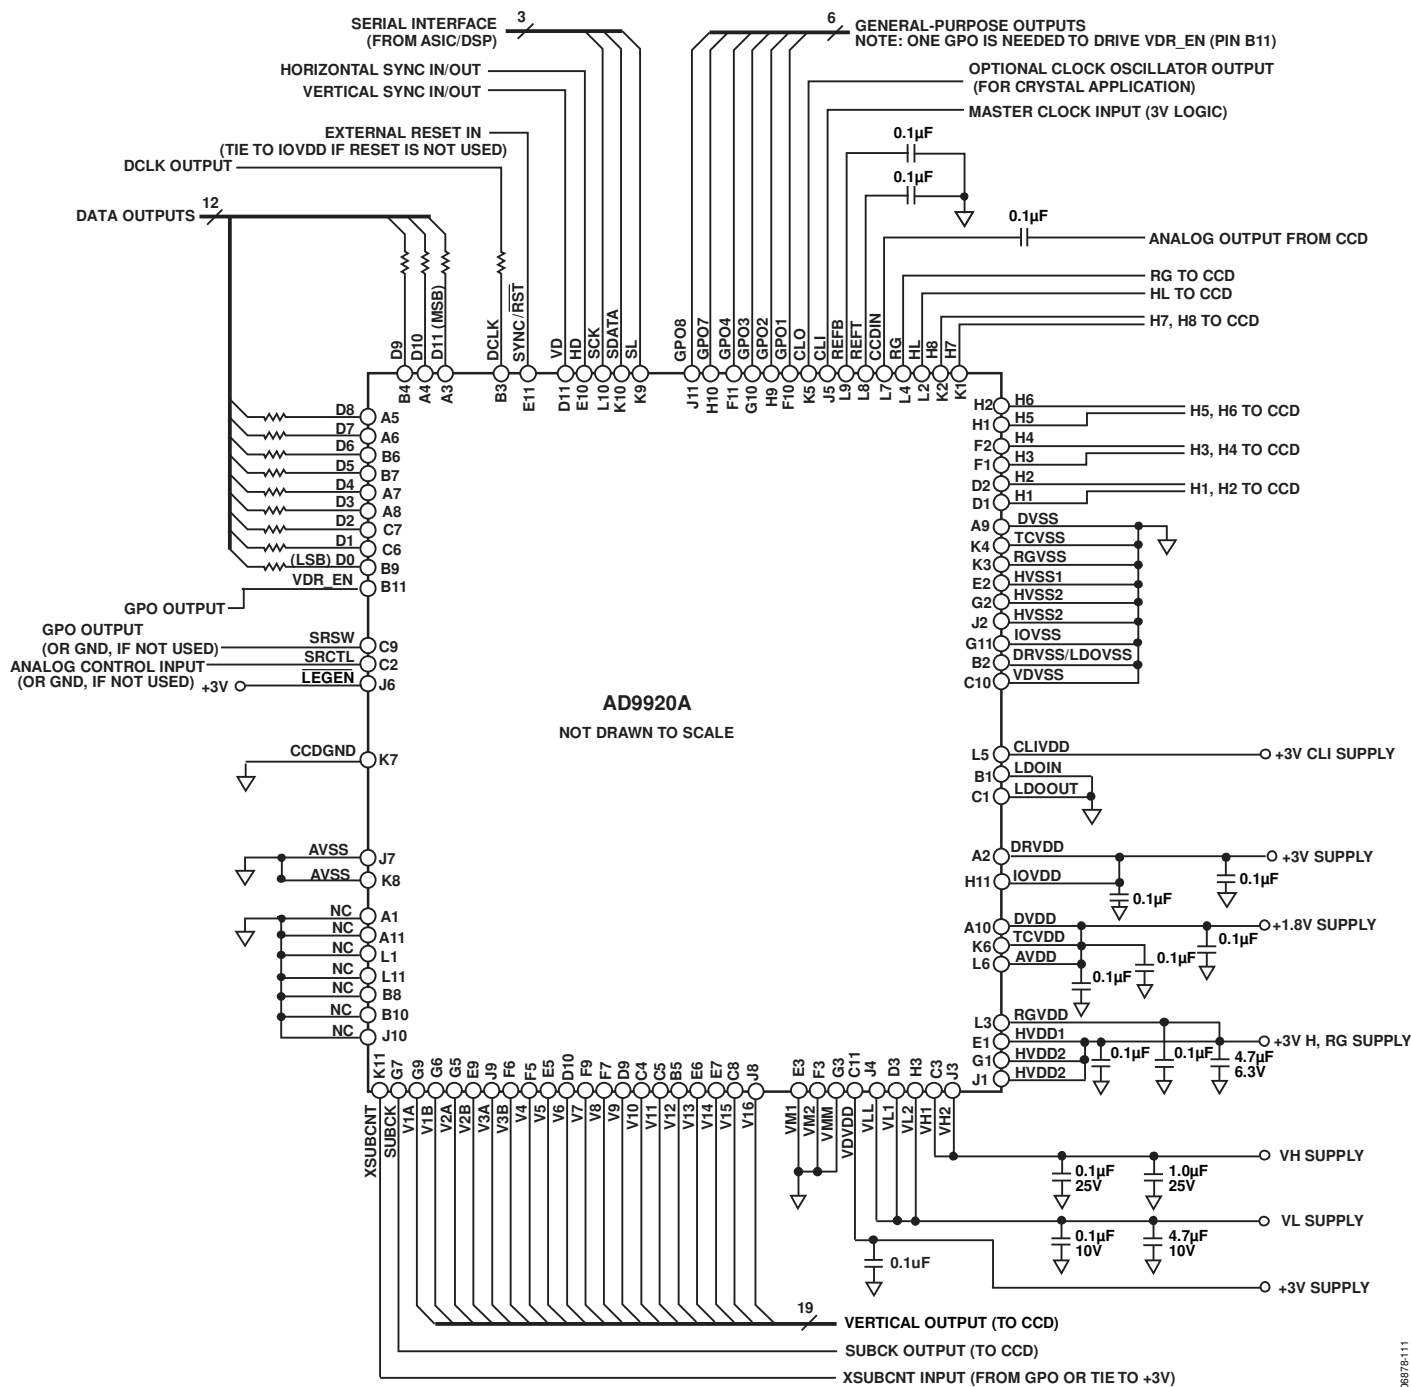 SERIAL INTERFACE
(FROM ASIC/DSP)
3
6
GENERAL-PURPOSE OUTPUTS
NOTE: ONE GPO IS NEEDED TO DRIVE VDR_EN (PIN B11)
HORIZONTAL SYNC IN/OUT
VERTICAL SYNC IN/OUT
OPTIONAL CLOCK OSCILLATOR OUTPUT
(FOR CRYSTAL APPLICATION)
MASTER CLOCK INPUT (3V LOGIC)
EXTERNAL RESET IN
(TIE TO IOVDD IF RESET IS NOT USED)
DCLK OUTPUT
0.1µF
0.1µF
DATA OUTPUTS
12
0.1µF
ANALOG OUTPUT FROM CCD
RG TO CCD
HL TO CCD
H7, H8 TO CCD
D9
D10
D11 (MSB)
DCLK
SYNC/RST
VD
HD
SCK
SDATA
SL
GPO8
GPO7
GPO4
GPO3
GPO2
GPO1
CLO
CLI
REFB
REFT
CCDIN
RG
HL
H8
H7
B4
A4
A3
B3
E11
D11
E10
L10
K10
K9
J11
H10
F11
G10
H9
F10
K5
J5
L9
L8
L7
L4
L2
K2
K1
D8 A5
D7 A6
D6 B6
D5 B7
D4 A7
D3 A8
D2 C7
D1 C6
(LSB) D0 B9
VDR_EN B11
GPO OUTPUT
GPO OUTPUT
(OR GND, IF NOT USED)
SRSW C9
ANALOG CONTROL INPUT
(OR GND, IF NOT USED)
SRCTL C2
+3V
LEGEN J6
CCDGND K7
AVSS J7
AVSS K8
NC A1
NC A11
NC L1
NC L11
NC B8
NC B10
NC J10
AD9920A
NOT DRAWN TO SCALE
H2 H6
H1 H5
H5, H6 TO CCD
F2 H4
F1 H3
H3, H4 TO CCD
D2 H2
D1 H1
H1, H2 TO CCD
A9 DVSS
K4 TCVSS
K3 RGVSS
E2 HVSS1
G2 HVSS2
J2 HVSS2
G11 IOVSS
B2 DRVSS/LDOVSS
C10 VDVSS
L5 CLIVDD
+3V CLI SUPPLY
B1 LDOIN
C1 LDOOUT
A2 DRVDD
+3V SUPPLY
H11 IOVDD
0.1µF
0.1µF
A10 DVDD
+1.8V SUPPLY
K6 TCVDD
L6 AVDD
0.1µF
0.1µF
0.1µF
L3 RGVDD
E1 HVDD1
+3V H, RG SUPPLY
G1 HVDD2
J1 HVDD2
0.1µF
0.1µF
4.7µF
6.3V
K11
G7
G9
G6
G5
E9
J9
F6
F5
E5
D10
F9
F7
D9
C4
C5
B5
E6
E7
C8
J8
E3
F3
G3
C11
J4
D3
H3
C3
J3
XSUBCNT
SUBCK
V1A
V1B
V2A
V2B
V3A
V3B
V4
V5
V6
V7
V8
V9
V10
V11
V12
V13
V14
V15
V16
VM1
VM2
VMM
VDVDD
VLL
VL1
VL2
VH1
VH2
VH SUPPLY
0.1µF
25V
1.0µF
25V
VL SUPPLY
0.1µF
10V
4.7µF
10V
0.1uF
+3V SUPPLY
19
VERTICAL OUTPUT (TO CCD)
SUBCK OUTPUT (TO CCD)
XSUBCNT INPUT (FROM GPO OR TIE TO +3V)
06878-111